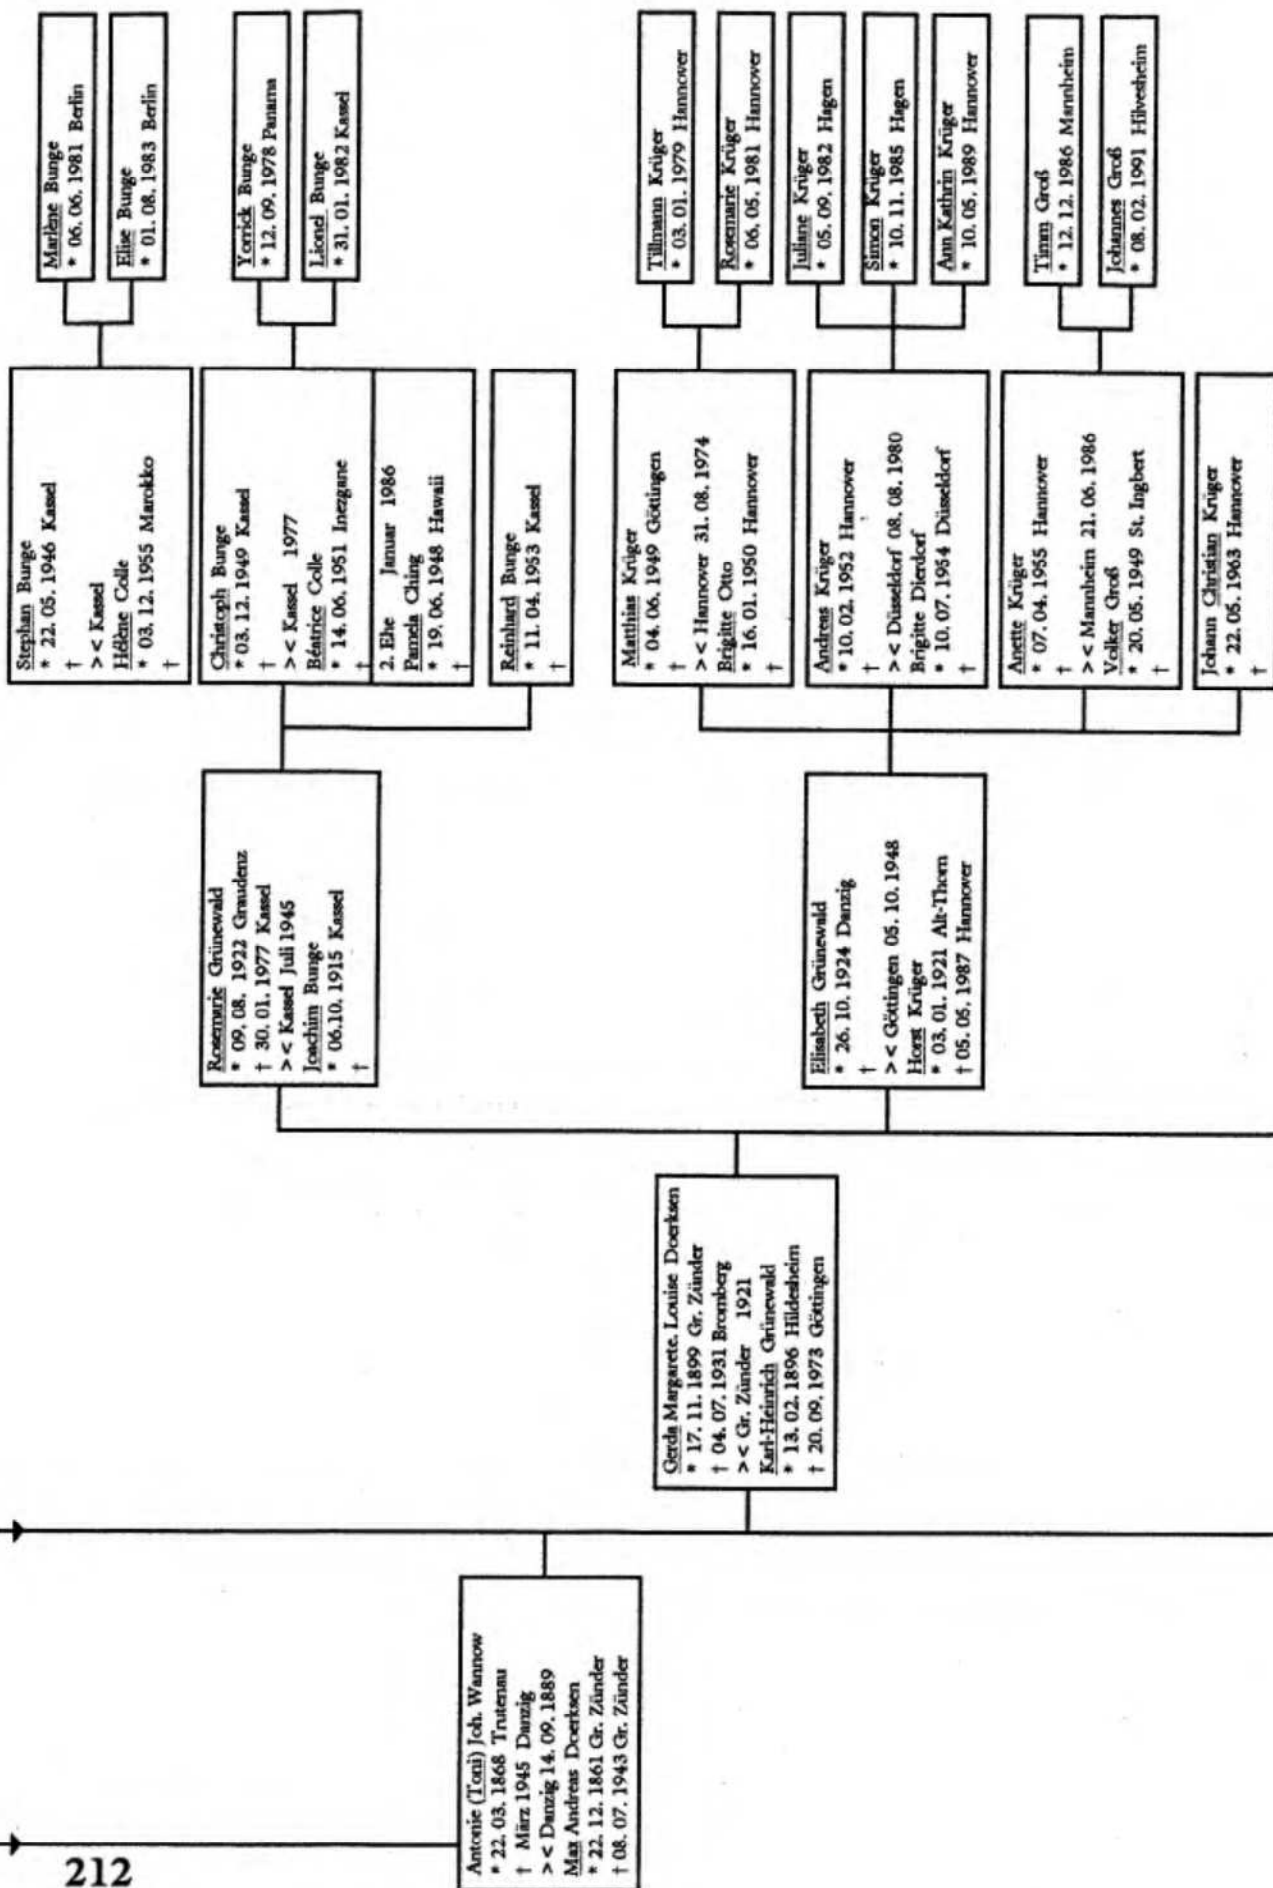 212
Antonie (Toni) Joh. Wannow
* 22. 03. 1868 Trutenau
† März 1945 Danzig
>< Danzig 14. 09. 1889
Max Andreas Doerksen
* 22. 12. 1861 Gr. Zünder
† 08. 07. 1943 Gr. Zünder
Gerda Margarete. Louise Doerksen
* 17. 11. 1899 Gr. Zünder
† 04. 07. 1931 Bromberg
>< Gr. Zünder 1921
Karl-Heinrich Grünewald
* 13. 02. 1896 Hildesheim
† 20. 09. 1973 Göttingen
Rosemarie Grünewald
* 09. 08. 1922 Graudenz
† 30. 01. 1977 Kassel
>< Kassel Juli 1945
Joachim Bunge
* 06.10. 1915 Kassel
†
Elisabeth Grünewald
* 26. 10. 1924 Danzig
†
>< Göttingen 05. 10. 1948
Horst Krüger
* 03. 01. 1921 Alt-Thorn
† 05. 05. 1987 Hannover
Stephan Bunge
* 22. 05. 1946 Kassel
†
>< Kassel
Hélène Colle
* 03. 12. 1955 Marokko
†
Christoph Bunge
* 03. 12. 1949 Kassel
†
>< Kassel 1977
Béatrice Colle
* 14. 06. 1951 Inezgane
†
2. Ehe Januar 1986
Pamela Ching
* 19. 06. 1948 Hawaii
†
Reinhard Bunge
* 11. 04. 1953 Kassel
†
Matthias Krüger
* 04. 06. 1949 Göttingen
†
>< Hannover 31. 08. 1974
Brigitte Otto
* 16. 01. 1950 Hannover
†
Andreas Krüger
* 10. 02. 1952 Hannover
†
>< Düsseldorf 08. 08. 1980
Brigitte Dierdorf
* 10. 07. 1954 Düsseldorf
†
Anette Krüger
* 07. 04. 1955 Hannover
†
>< Mannheim 21. 06. 1986
Volker Groß
* 20. 05. 1949 St. Ingbert
†
Johann Christian Krüger
* 22. 05. 1963 Hannover
†
Marlène Bunge
* 06. 06. 1981 Berlin
Elise Bunge
* 01. 08. 1983 Berlin
Yorrick Bunge
* 12. 09. 1978 Panama
Lionel Bunge
* 31. 01. 1982 Kassel
Tillmann Krüger
* 03. 01. 1979 Hannover
Rosemarie Krüger
* 06. 05. 1981 Hannover
Juliane Krüger
* 05. 09. 1982 Hagen
Simon Krüger
* 10. 11. 1985 Hagen
Ann Kathrin Krüger
* 10. 05. 1989 Hannover
Timm Groß
* 12. 12. 1986 Mannheim
Johannes Groß
* 08. 02. 1991 Hilvesheim